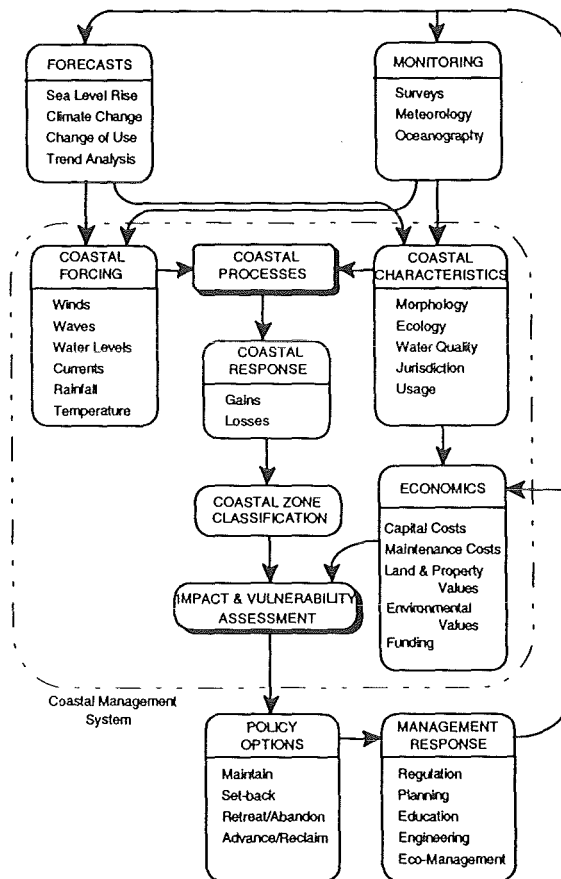 FORECASTS
Sea Level Rise
Climate Change
Change of Use
Trend Analysis
MONITORING
Surveys
Meteorology
Oceanography
COASTAL
FORCING
Winds
Waves
Water Levels
Currents
Rainfall
Temperature
COASTAL
PROCESSES
COASTAL
CHARACTERISTICS
Morphology
Ecology
Water Quality
Jurisdiction
Usage
COASTAL
RESPONSE
Gains
Losses
COASTAL ZONE
CLASSIFICATION
ECONOMICS
Capital Costs
Maintenance Costs
Land & Property
Values
Environmental
Values
Funding
IMPACT & VULNERABILITY
ASSESSMENT
Coastal Management
System
POLICY
OPTIONS
Maintain
Set-back
Retreat/Abandon
Advance/Reclaim
MANAGEMENT
RESPONSE
Regulation
Planning
Education
Engineering
Eco-Management